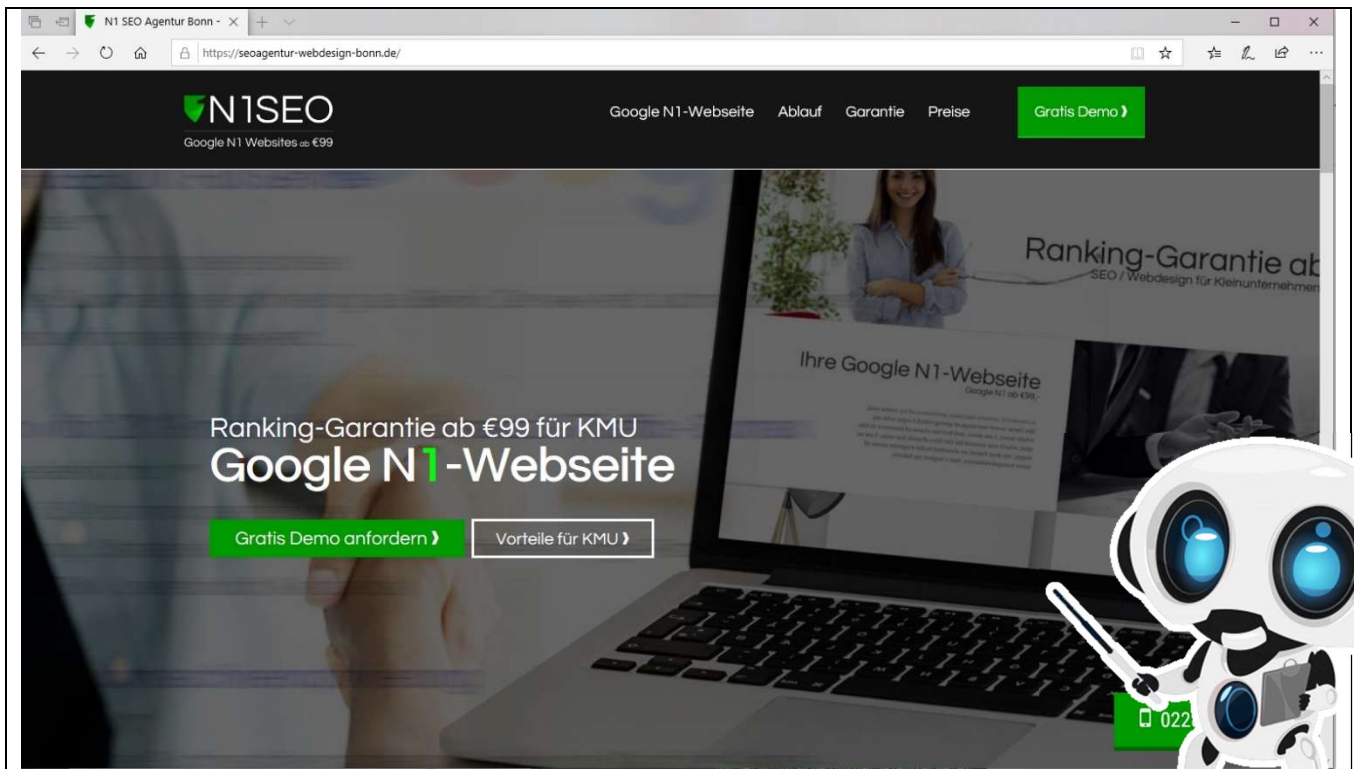 N1 SEO Agentur Bonn -
https://seoagentur-webdesign-bonn.de/
N1SEO
Google N1 Websites ab €99
Google N1-Webseite Ablauf Garantie Preise Gratis Demo
Ranking-Garantie ab
SEO / Webdesign für Kleinunternehmen
Ihre Google N1-Webseite
Google N1 ab €99,-
Ranking-Garantie ab €99 für KMU
Google N1-Webseite
Gratis Demo anfordern Vorteile für KMU
022